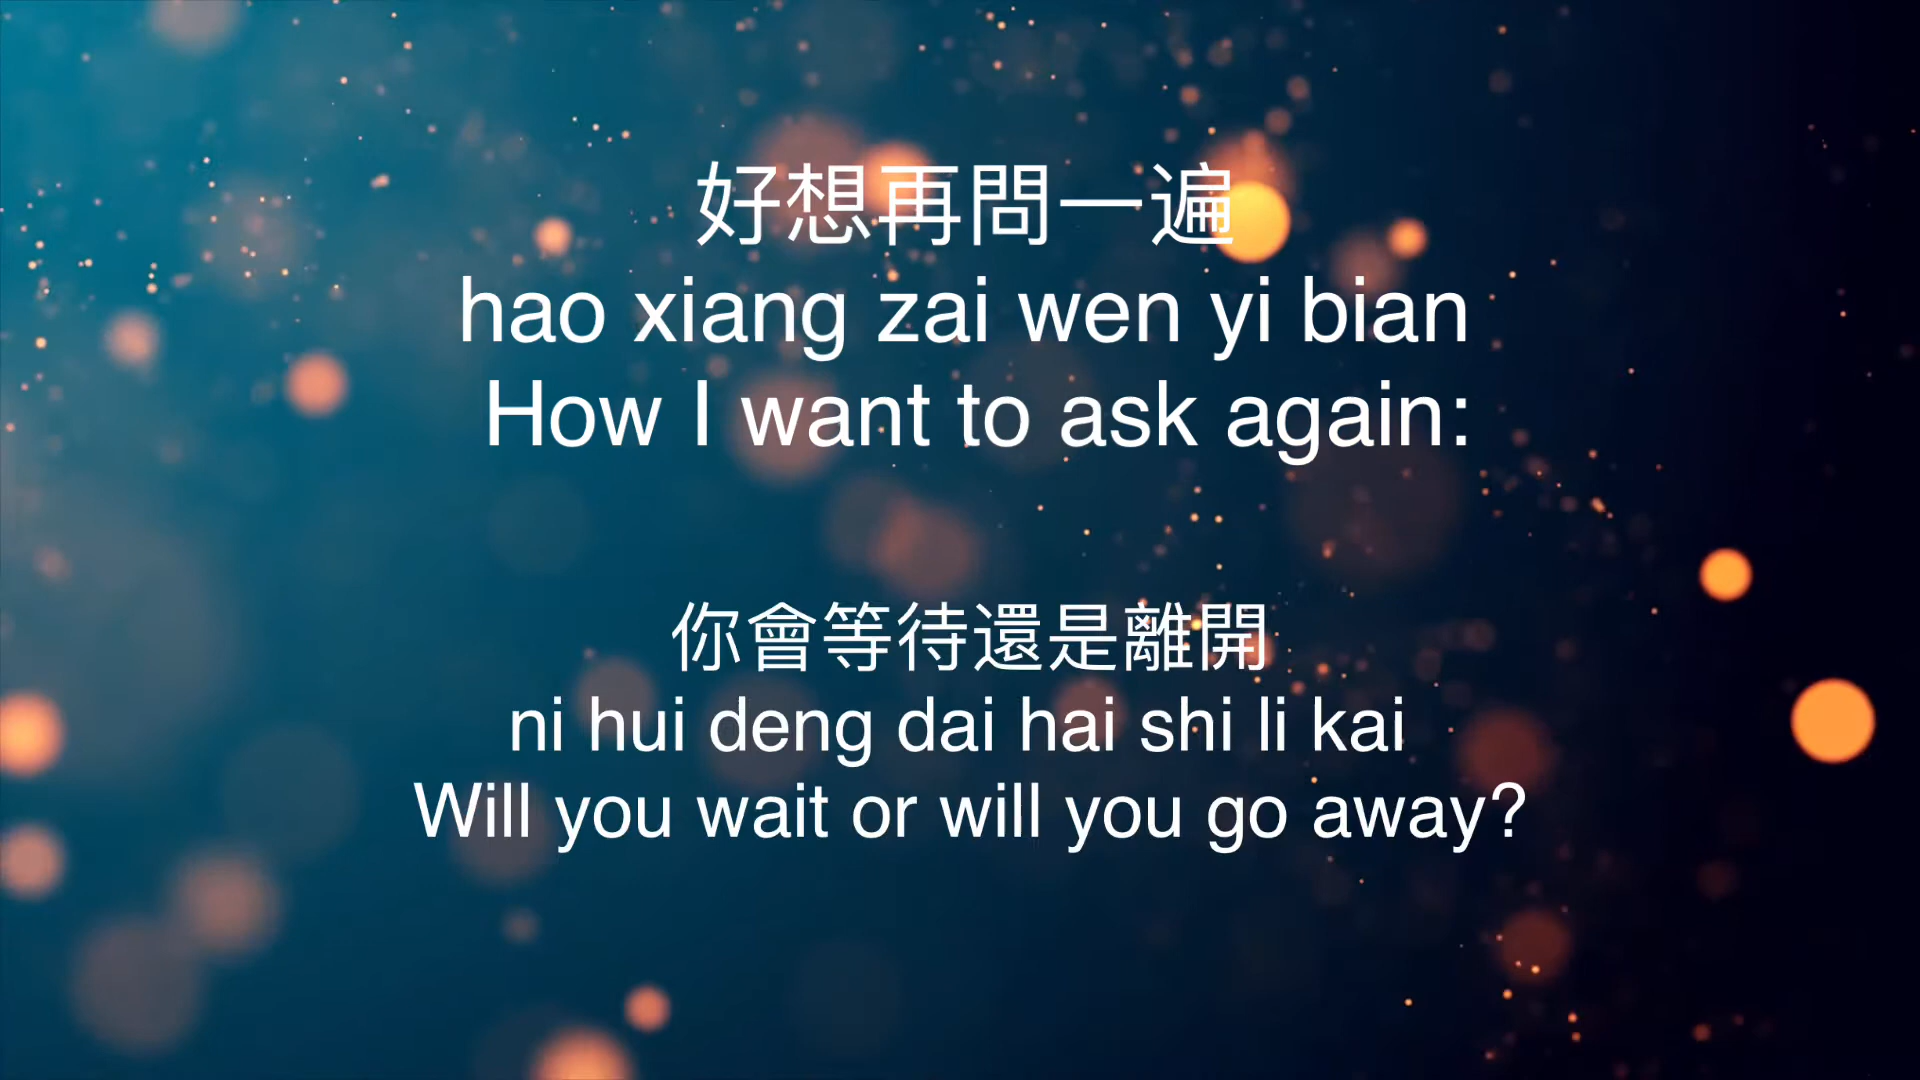 好想再問一遍
hao xiang zai wen yi bian
How I want to ask again:
你會等待還是離開
ni hui deng dai hai shi li kai
Will you wait or will you go away?